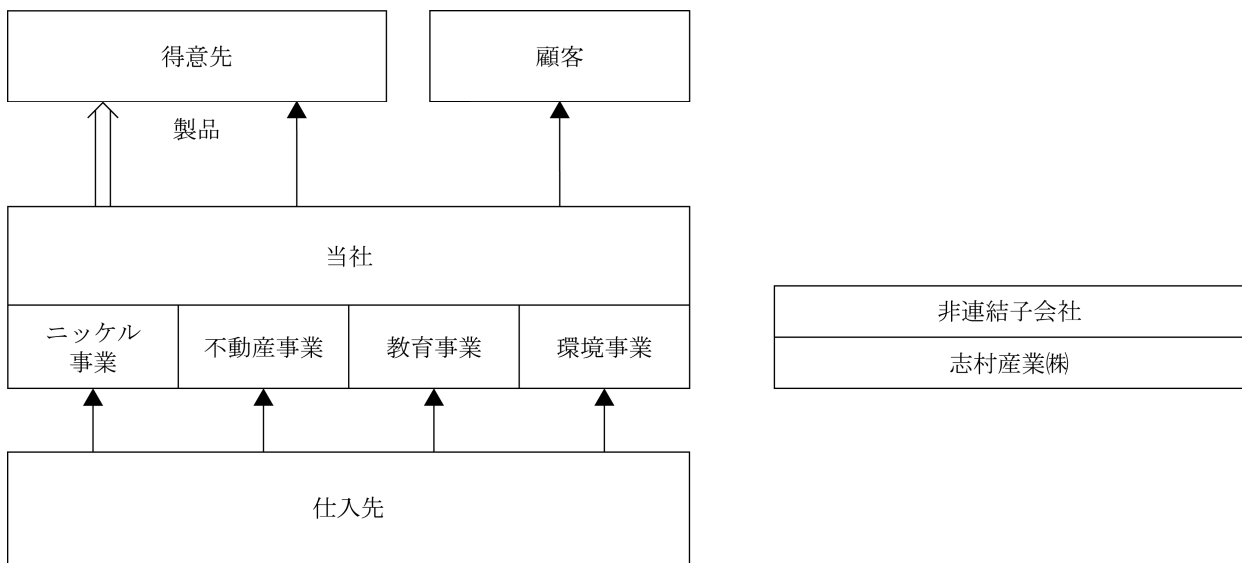 得意先
顧客
製品
当社
ニッケル
事業
不動産事業
教育事業
環境事業
非連結子会社
志村産業㈱
仕入先